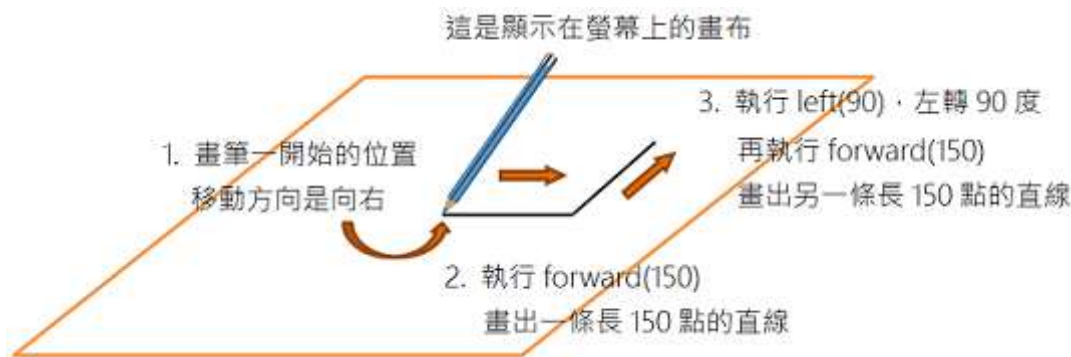 這是顯示在螢幕上的畫布
1. 畫筆一開始的位置
移動方向是向右
2. 執行 forward(150)
畫出一條長 150 點的直線
3. 執行 left(90)，左轉 90 度
再執行 forward(150)
畫出另一條長 150 點的直線